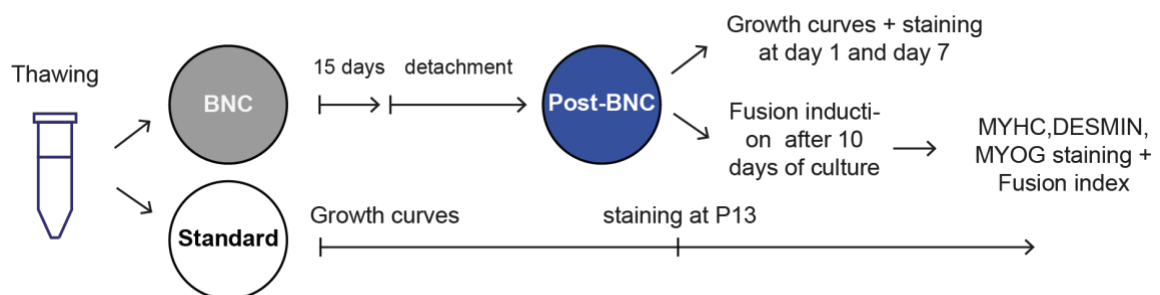 Thawing
BNC
15 days
detachment
Post-BNC
Growth curves + staining
at day 1 and day 7
Fusion inducti-
on after 10
days of culture
MYHC,DESMIN,
MYOG staining +
Fusion index
Standard
Growth curves
staining at P13